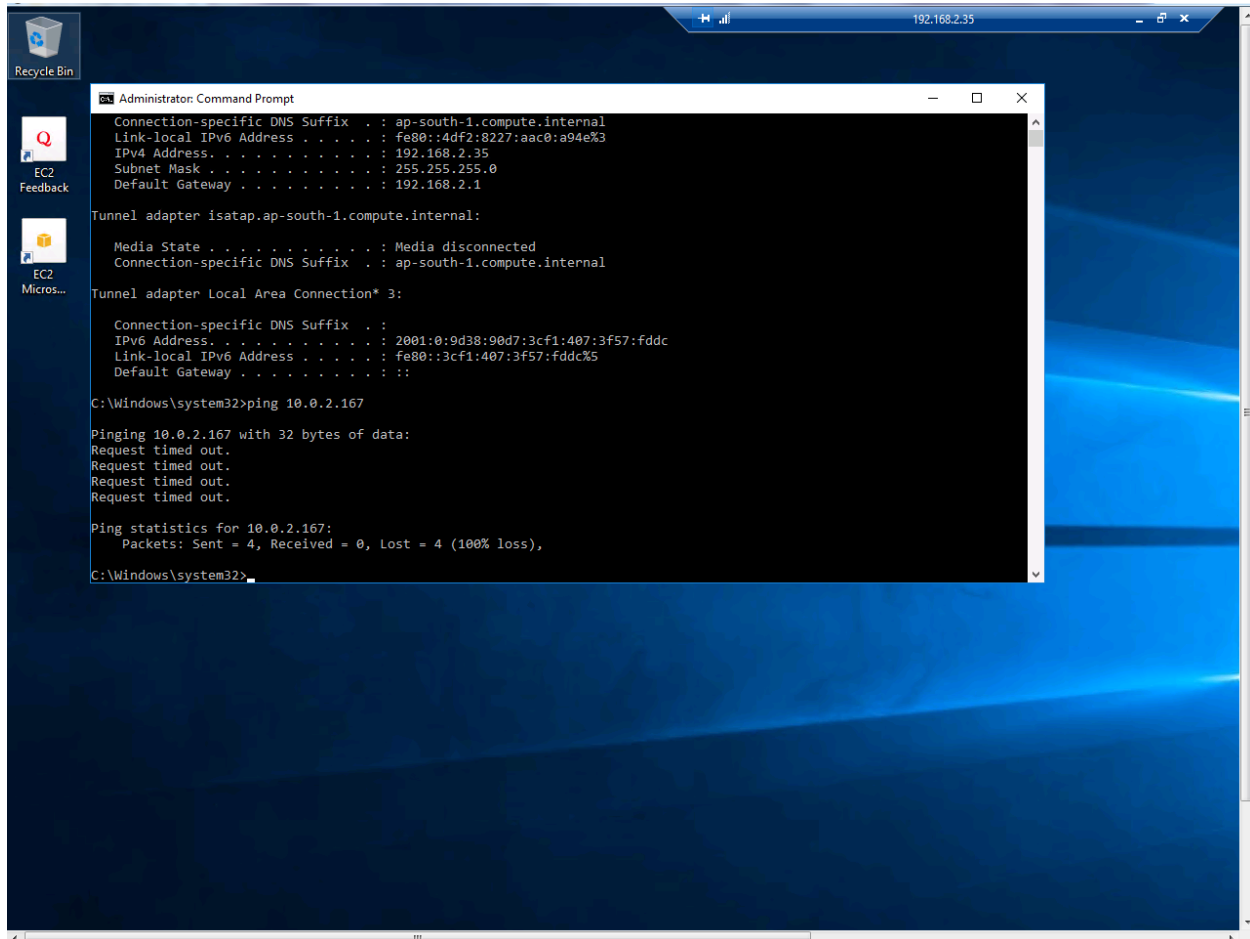 192.168.2.35
Recycle Bin
EC2
Feedback
EC2
Micros...
Administrator: Command Prompt
Connection-specific DNS Suffix  . : ap-south-1.compute.internal
Link-local IPv6 Address . . . . . : fe80::4df2:8227:aac0:a94e%3
IPv4 Address. . . . . . . . . . . : 192.168.2.35
Subnet Mask . . . . . . . . . . . : 255.255.255.0
Default Gateway . . . . . . . . . : 192.168.2.1
Tunnel adapter isatap.ap-south-1.compute.internal:
Media State . . . . . . . . . . . : Media disconnected
Connection-specific DNS Suffix  . : ap-south-1.compute.internal
Tunnel adapter Local Area Connection* 3:
Connection-specific DNS Suffix  . :
IPv6 Address. . . . . . . . . . . : 2001:0:9d38:90d7:3cf1:407:3f57:fddc
Link-local IPv6 Address . . . . . : fe80::3cf1:407:3f57:fddc%5
Default Gateway . . . . . . . . . : ::
C:\Windows\system32>ping 10.0.2.167
Pinging 10.0.2.167 with 32 bytes of data:
Request timed out.
Request timed out.
Request timed out.
Request timed out.
Ping statistics for 10.0.2.167:
Packets: Sent = 4, Received = 0, Lost = 4 (100% loss),
C:\Windows\system32>